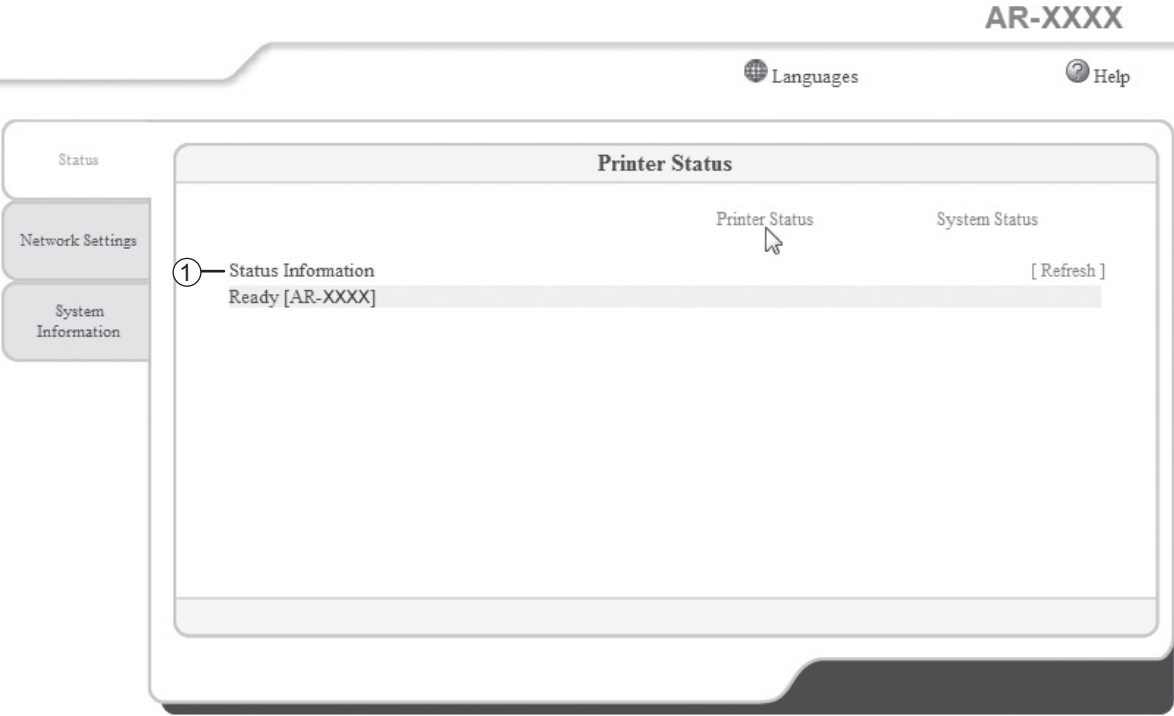 AR-XXXX
Languages
Help
Status
Printer Status
Printer Status
System Status
Network Settings
1
Status Information
[ Refresh ]
Ready [AR-XXXX]
System
Information